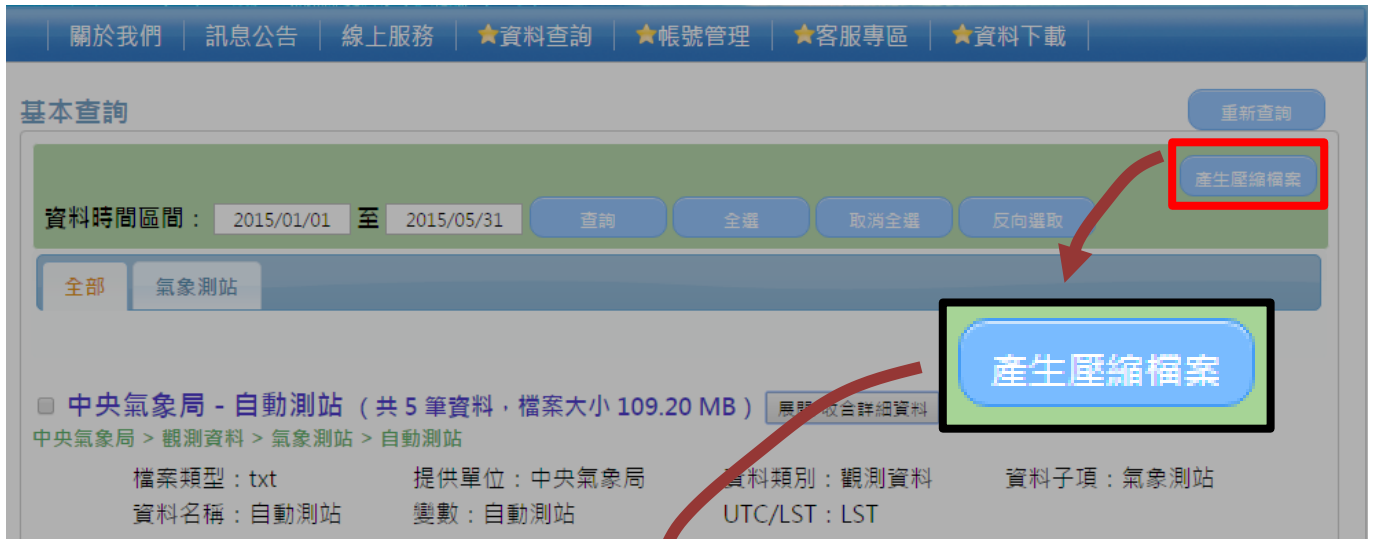 關於我們 訊息公告 線上服務 ★資料查詢 ★帳號管理 ★客服專區 ★資料下載
基本查詢 重新查詢
產生壓縮檔案
資料時間區間： 2015/01/01 至 2015/05/31 查詢 全選 取消全選 反向選取
全部 氣象測站
產生壓縮檔案
中央氣象局 - 自動測站 （ 共 5 筆資料，檔案大小 109.20 MB ） 展開/收合詳細資料
中央氣象局 > 觀測資料 > 氣象測站 > 自動測站
檔案類型：txt 提供單位：中央氣象局 資料類別：觀測資料 資料子項：氣象測站
資料名稱：自動測站 變數：自動測站 UTC/LST：LST